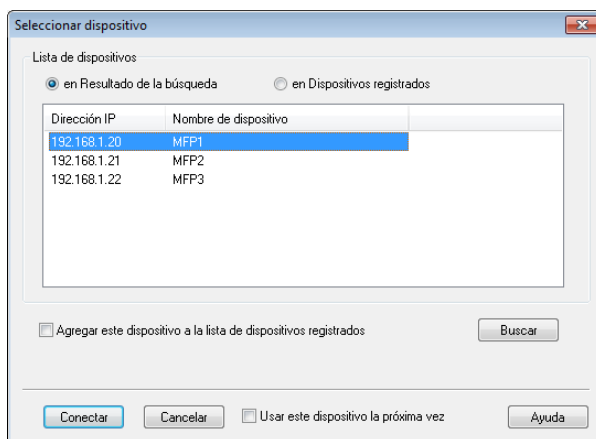 Seleccionar dispositivo
Lista de dispositivos
en Resultado de la búsqueda en Dispositivos registrados
Dirección IP Nombre de dispositivo
192.168.1.20 MFP1
192.168.1.21 MFP2
192.168.1.22 MFP3
Agregar este dispositivo a la lista de dispositivos registrados Buscar
Conectar Cancelar Usar este dispositivo la próxima vez Ayuda